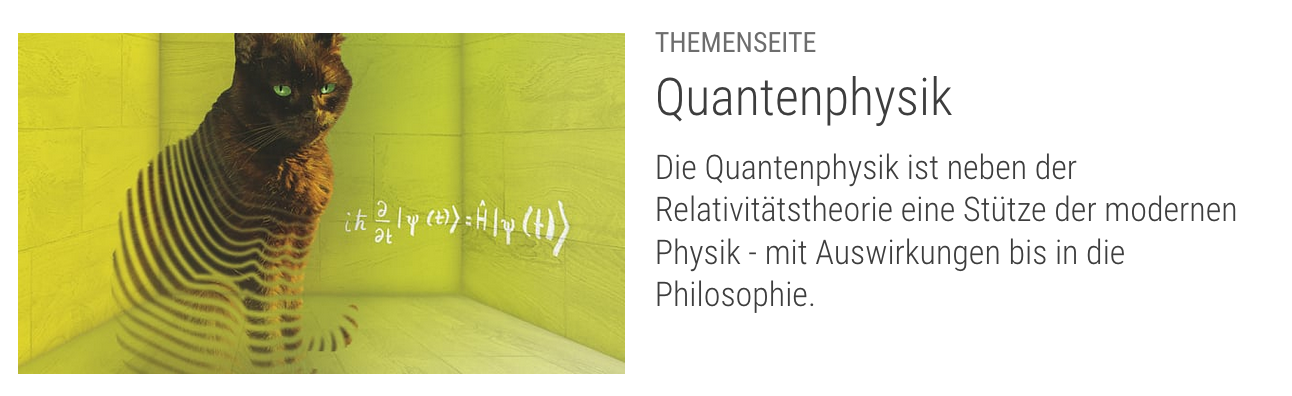 iħ ∂/∂t |ψ(t)⟩ = Ĥ|ψ(t)⟩
THEMENSEITE
Quantenphysik
Die Quantenphysik ist neben der
Relativitätstheorie eine Stütze der modernen
Physik - mit Auswirkungen bis in die
Philosophie.